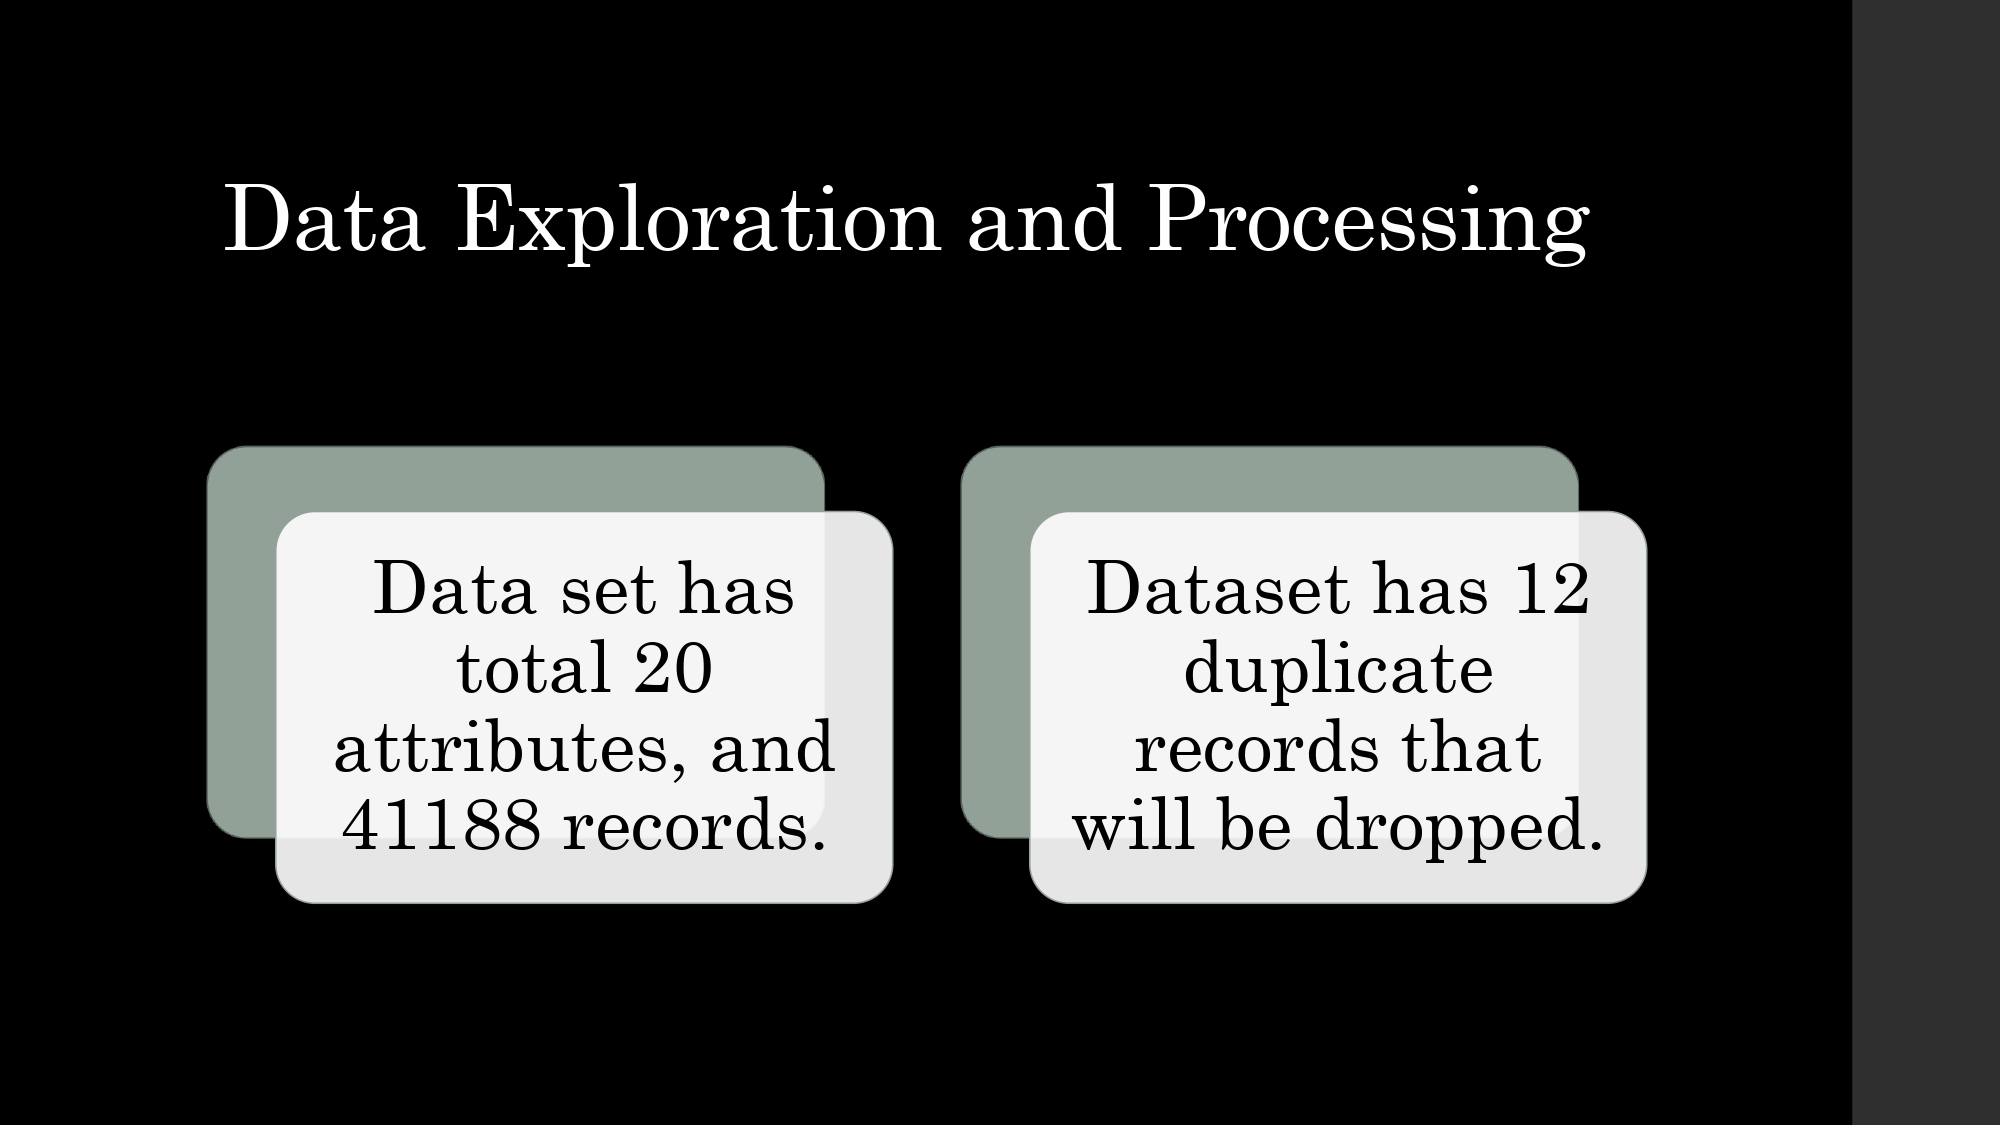 Data Exploration and Processing
Data set has
total 20
attributes, and
41188 records.
Dataset has 12
duplicate
records that
will be dropped.